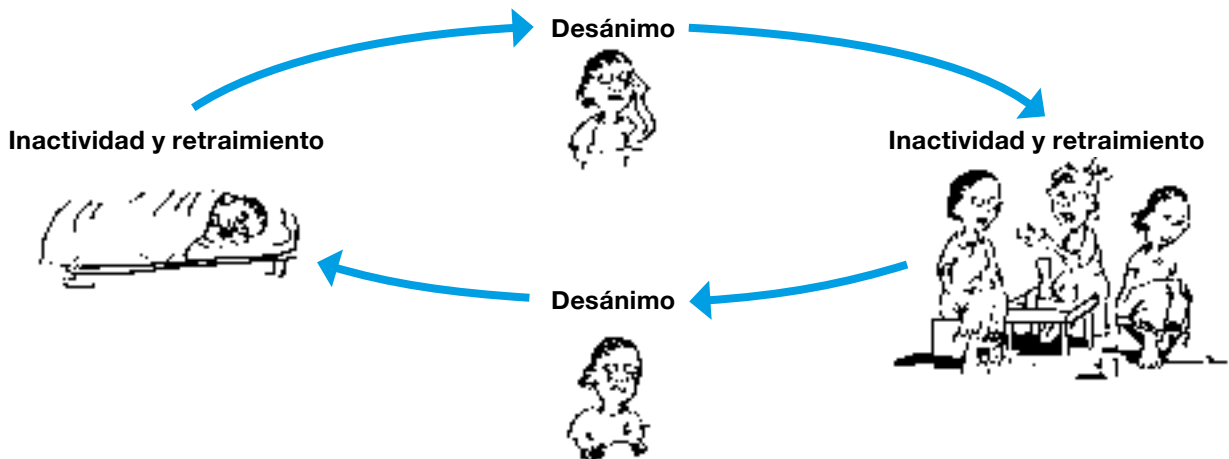 Desánimo
Inactividad y retraimiento
Inactividad y retraimiento
Desánimo